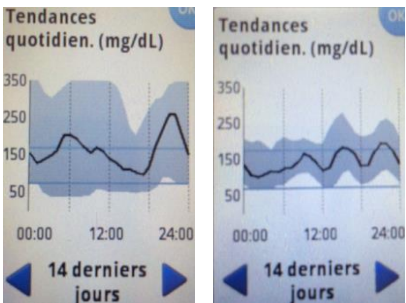 OK
Tendances
quotidien. (mg/dL)
350
250
150
50
00:00
12:00
24:00
14 derniers
jours
OK
Tendances
quotidien. (mg/dL)
350
250
150
50
00:00
12:00
24:00
14 derniers
jours